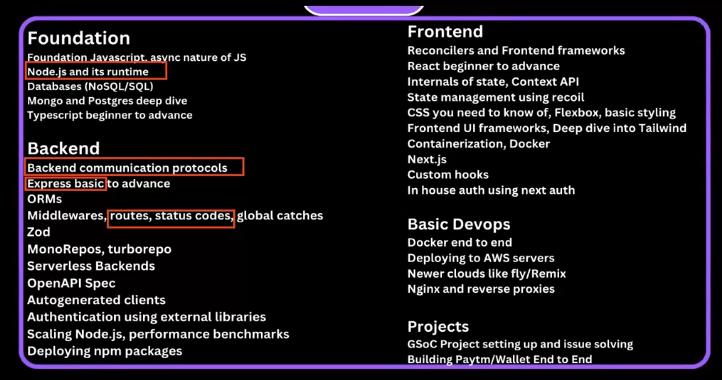 Foundation
Foundation Javascript, async nature of JS
Node.js and its runtime
Databases (NoSQL/SQL)
Mongo and Postgres deep dive
Typescript beginner to advance
Backend
Backend communication protocols
Express basic to advance
ORMs
Middlewares, routes, status codes, global catches
Zod
MonoRepos, turborepo
Serverless Backends
OpenAPI Spec
Autogenerated clients
Authentication using external libraries
Scaling Node.js, performance benchmarks
Deploying npm packages
Frontend
Reconcilers and Frontend frameworks
React beginner to advance
Internals of state, Context API
State management using recoil
CSS you need to know of, Flexbox, basic styling
Frontend UI frameworks, Deep dive into Tailwind
Containerization, Docker
Next.js
Custom hooks
In house auth using next auth
Basic Devops
Docker end to end
Deploying to AWS servers
Newer clouds like fly/Remix
Nginx and reverse proxies
Projects
GSoC Project setting up and issue solving
Building Paytm/Wallet End to End